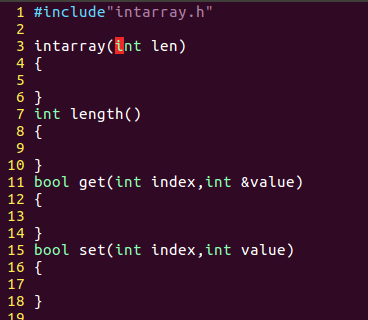 1 #include"intarray.h"
2
3 intarray(int len)
4 {
5
6 }
7 int length()
8 {
9
10 }
11 bool get(int index,int &value)
12 {
13
14 }
15 bool set(int index,int value)
16 {
17
18 }
19